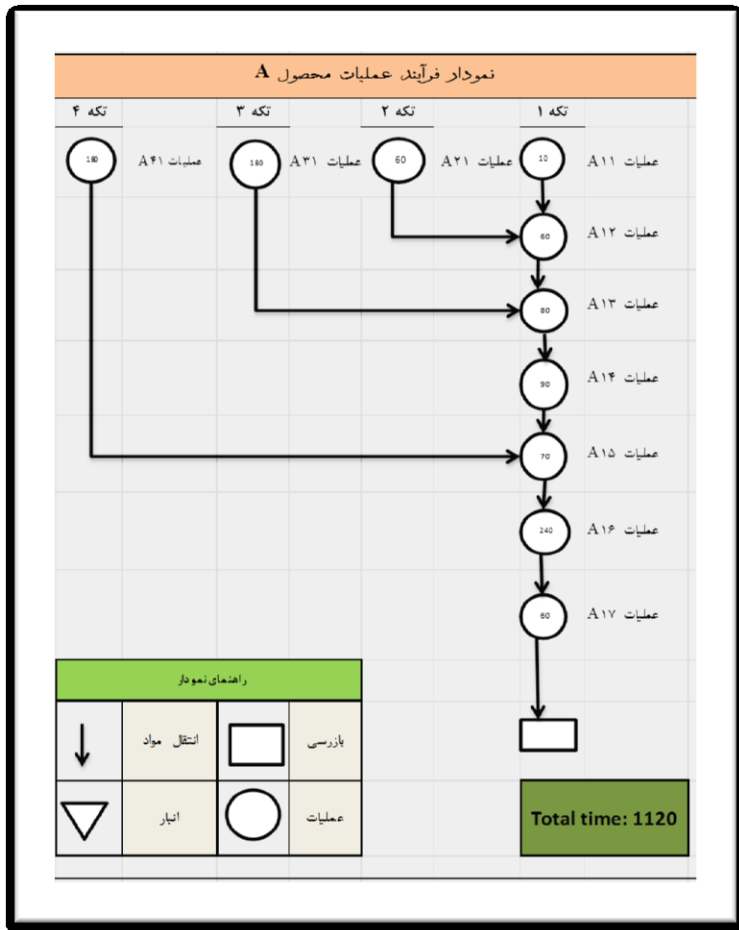 نمودار فرآیند عملیات محصول A
تکه ۱ تکه ۲ تکه ۳ تکه ۴
عملیات A۱۱ 10 عملیات A۲۱ 60 عملیات A۳۱ 180 عملیات A۴۱ 180
عملیات A۱۲ 60
عملیات A۱۳ 80
عملیات A۱۴ 90
عملیات A۱۵ 70
عملیات A۱۶ 240
عملیات A۱۷ 60
راهنمای نمودار
بازرسی انتقال مواد
عملیات انبار
Total time: 1120